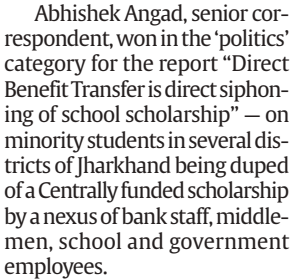 Abhishek Angad, senior cor-
respondent, won in the ‘politics’
category for the report “Direct
Benefit Transfer is direct siphon-
ing of school scholarship” — on
minority students in several dis-
tricts of Jharkhand being duped
of a Centrally funded scholarship
by a nexus of bank staff, middle-
men, school and government
employees.